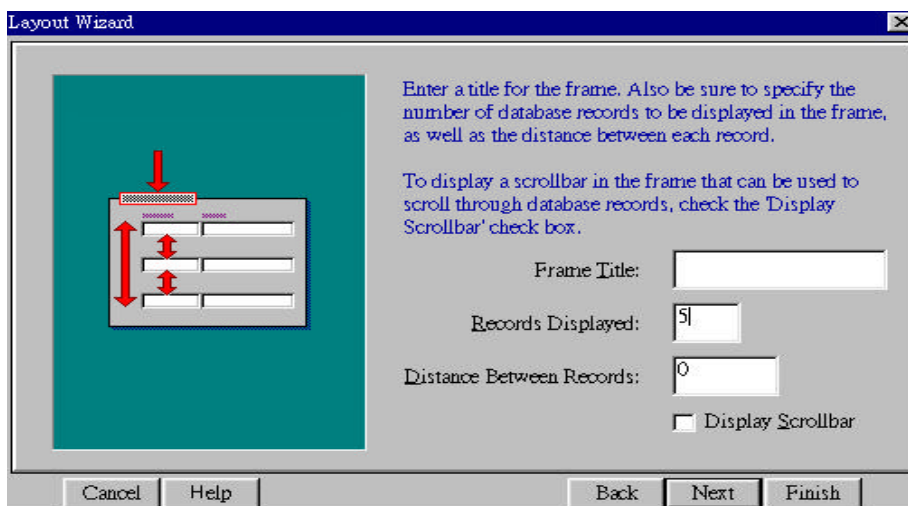 Layout Wizard
Enter a title for the frame. Also be sure to specify the
number of database records to be displayed in the frame,
as well as the distance between each record.
To display a scrollbar in the frame that can be used to
scroll through database records, check the 'Display
Scrollbar' check box.
Frame Title:
Records Displayed: 5
Distance Between Records: 0
Display Scrollbar
Cancel Help Back Next Finish